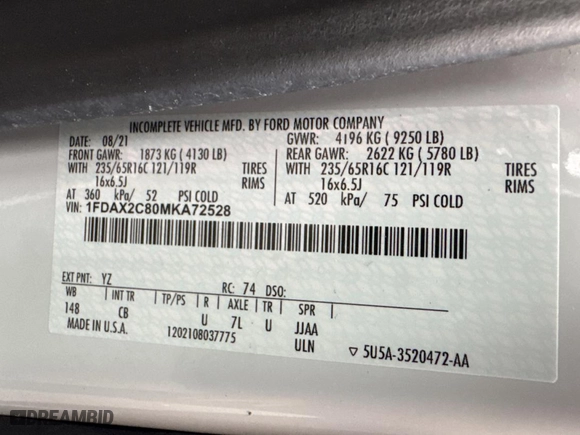 INCOMPLETE VEHICLE MFD. BY FORD MOTOR COMPANY
DATE: 08/21 GVWR: 4196 KG ( 9250 LB)
FRONT GAWR: 1873 KG ( 4130 LB) REAR GAWR: 2622 KG ( 5780 LB)
WITH 235/65R16C 121/119R TIRES WITH 235/65R16C 121/119R TIRES
16x6.5J RIMS 16x6.5J RIMS
AT 360 kPa/ 52 PSI COLD AT 520 kPa/ 75 PSI COLD
VIN: 1FDAX2C80MKA72528
EXT PNT: YZ RC: 74 DSO:
WB INT TR TP/PS R AXLE TR SPR
148 CB U 7L U JJAA
MADE IN U.S.A. 1202108037775 ULN ▽ 5U5A-3520472-AA
DREAMBID